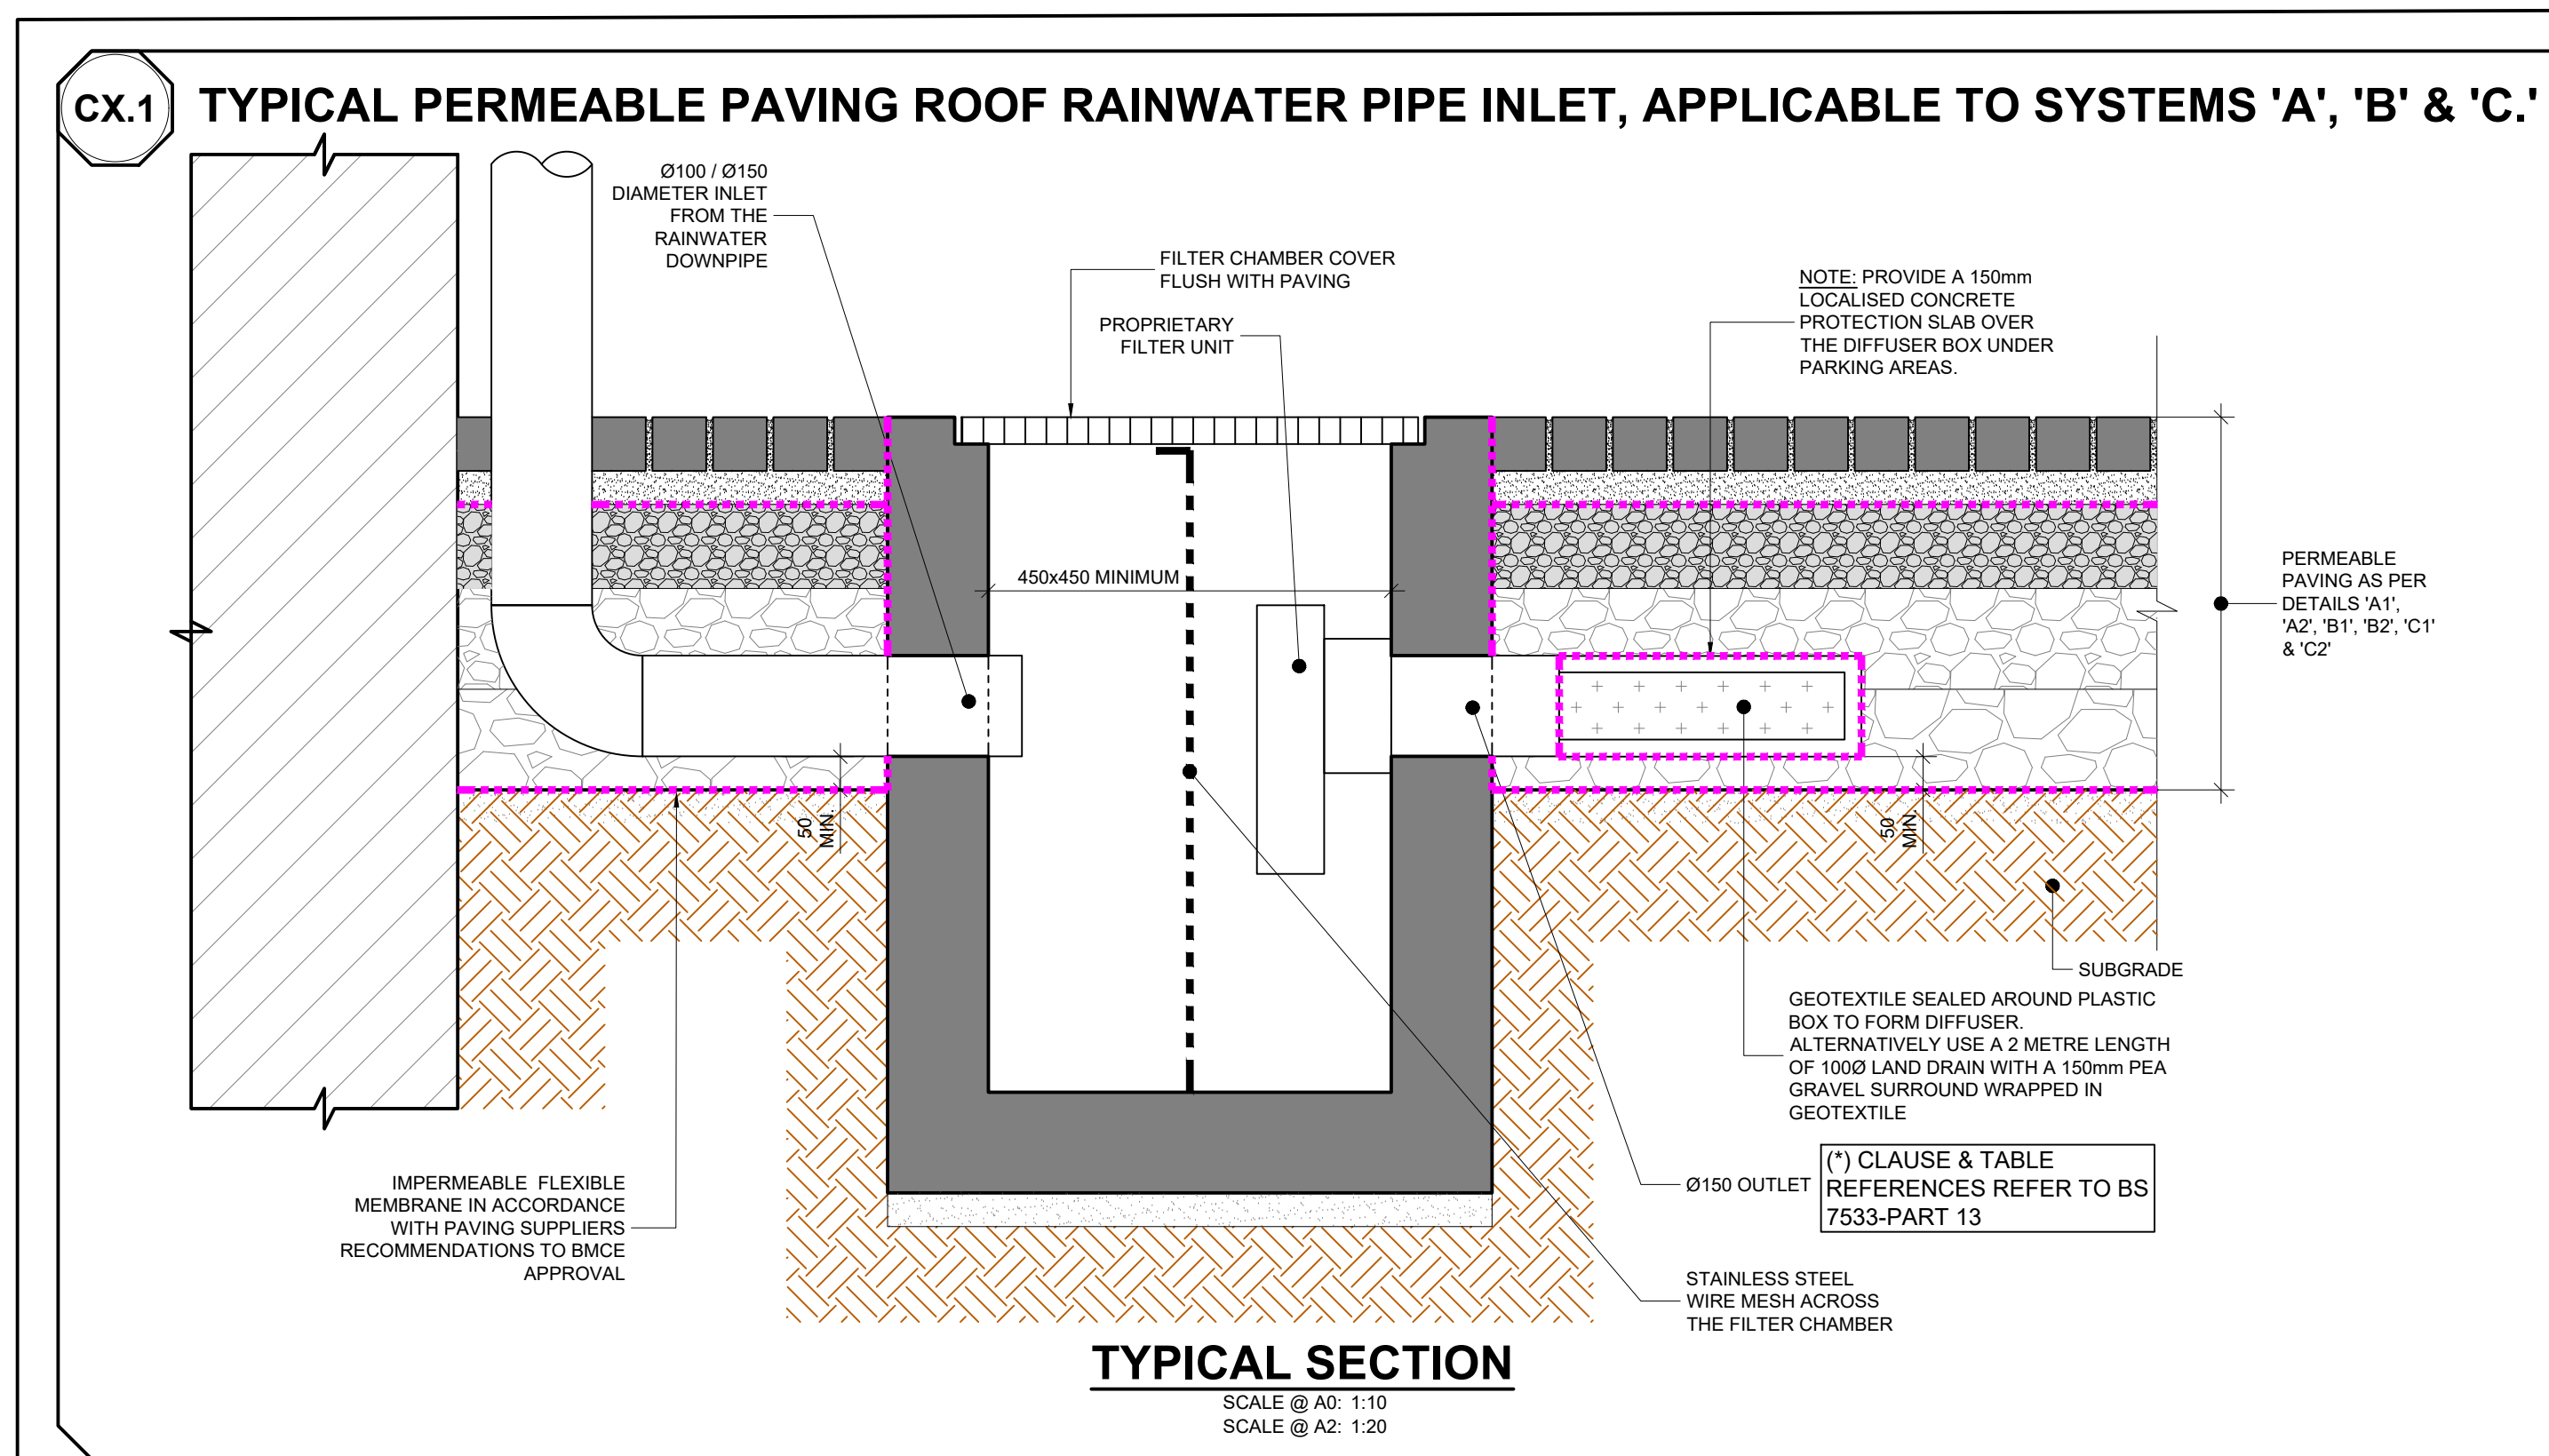 CX.1
TYPICAL PERMEABLE PAVING ROOF RAINWATER PIPE INLET, APPLICABLE TO SYSTEMS 'A', 'B' & 'C.'
Ø100 / Ø150
DIAMETER INLET
FROM THE
RAINWATER
DOWNPIPE
FILTER CHAMBER COVER
FLUSH WITH PAVING
PROPRIETARY
FILTER UNIT
NOTE: PROVIDE A 150mm
LOCALISED CONCRETE
PROTECTION SLAB OVER
THE DIFFUSER BOX UNDER
PARKING AREAS.
450x450 MINIMUM
PERMEABLE
PAVING AS PER
DETAILS 'A1',
'A2', 'B1', 'B2', 'C1'
& 'C2'
50
MIN.
50
MIN.
SUBGRADE
GEOTEXTILE SEALED AROUND PLASTIC
BOX TO FORM DIFFUSER.
ALTERNATIVELY USE A 2 METRE LENGTH
OF 100Ø LAND DRAIN WITH A 150mm PEA
GRAVEL SURROUND WRAPPED IN
GEOTEXTILE
IMPERMEABLE FLEXIBLE
MEMBRANE IN ACCORDANCE
WITH PAVING SUPPLIERS
RECOMMENDATIONS TO BMCE
APPROVAL
Ø150 OUTLET
(*) CLAUSE & TABLE
REFERENCES REFER TO BS
7533-PART 13
STAINLESS STEEL
WIRE MESH ACROSS
THE FILTER CHAMBER
TYPICAL SECTION
SCALE @ A0: 1:10
SCALE @ A2: 1:20